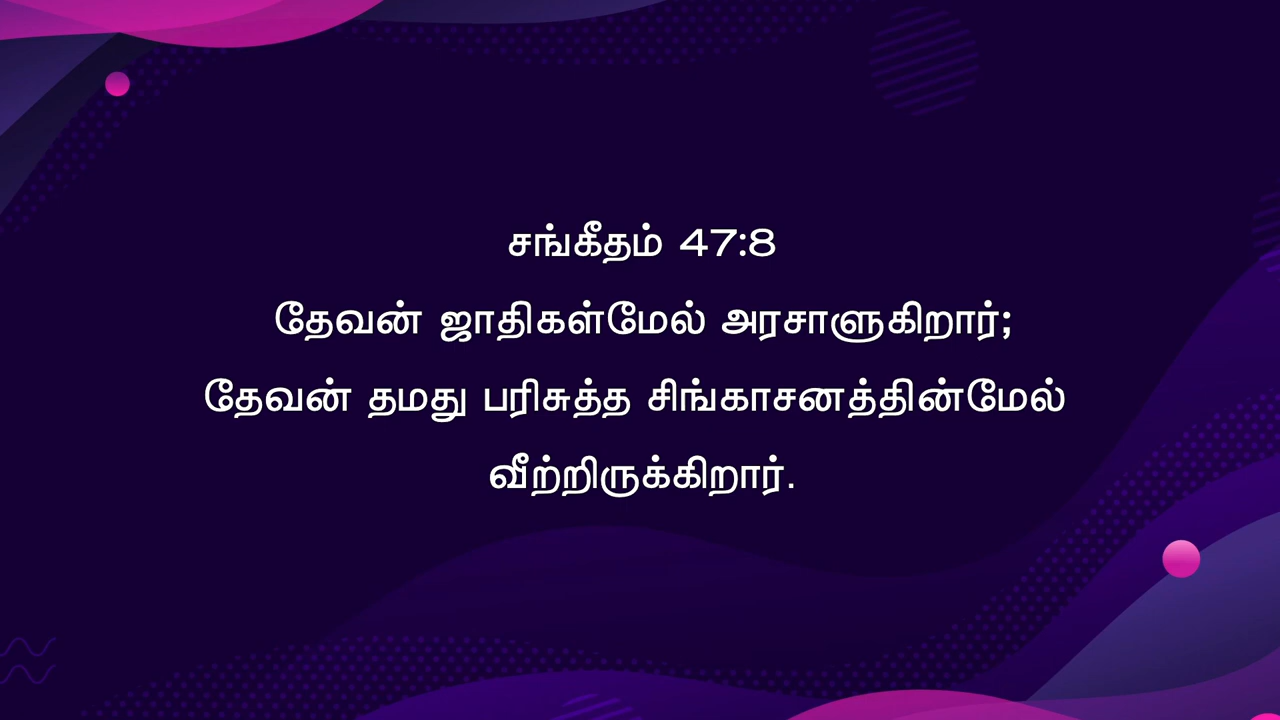 சங்கீதம் 47:8
தேவன் ஜாதிகள்மேல் அரசாளுகிறார்;
தேவன் தமது பரிசுத்த சிங்காசனத்தின்மேல்
வீற்றிருக்கிறார்.